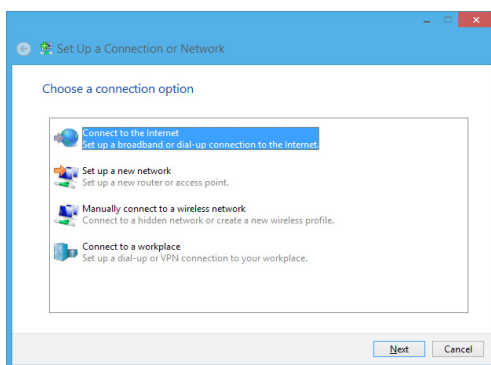 Set Up a Connection or Network
Choose a connection option
Connect to the Internet
Set up a broadband or dial-up connection to the Internet.
Set up a new network
Set up a new router or access point.
Manually connect to a wireless network
Connect to a hidden network or create a new wireless profile.
Connect to a workplace
Set up a dial-up or VPN connection to your workplace.
Next Cancel